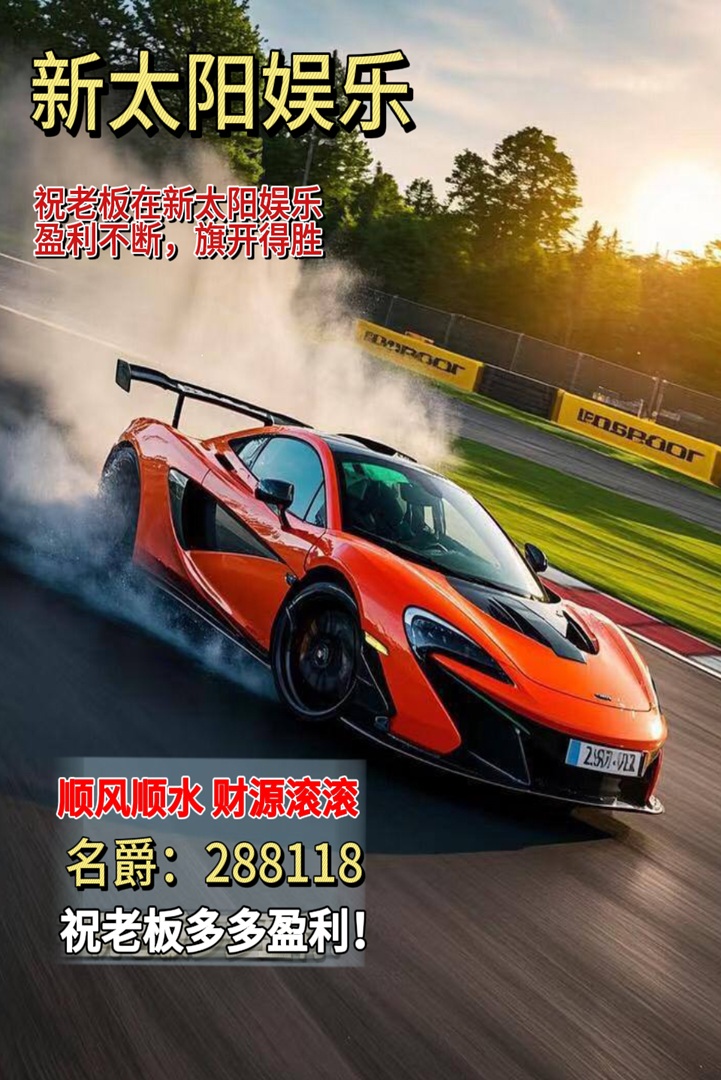 新太阳娱乐
祝老板在新太阳娱乐
盈利不断，旗开得胜
顺风顺水 财源滚滚
名爵：288118
祝老板多多盈利！